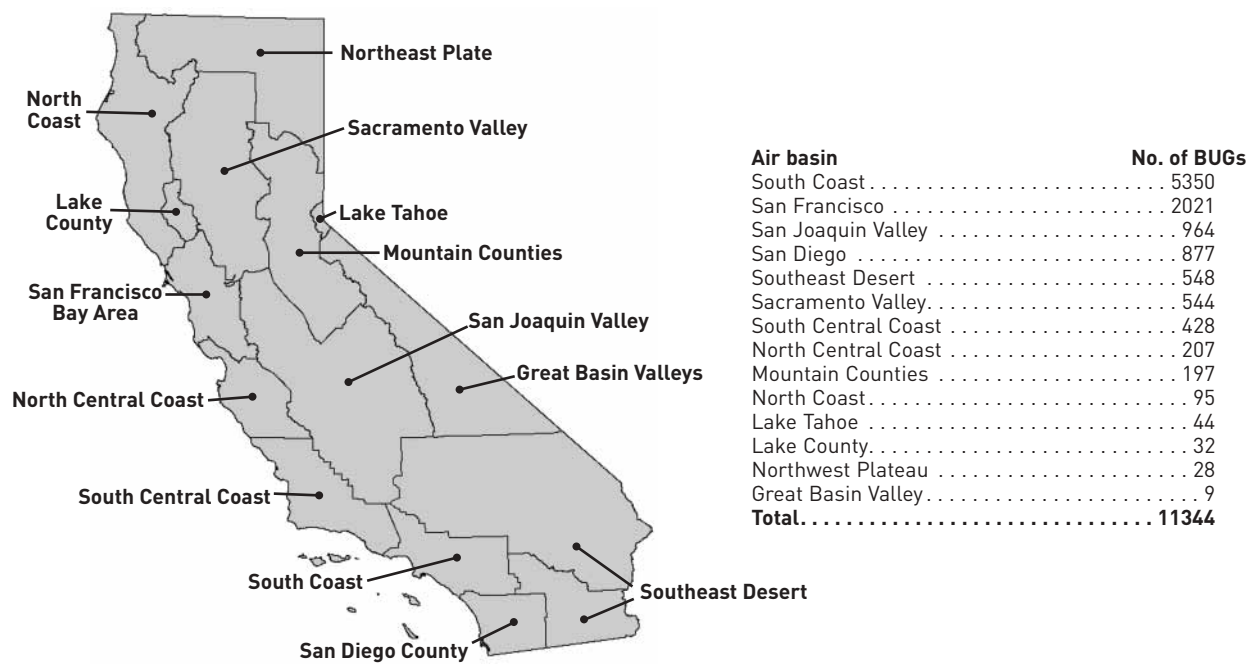 Northeast Plate
North
Coast
Sacramento Valley
Lake
County
Lake Tahoe
Mountain Counties
San Francisco
Bay Area
San Joaquin Valley
Great Basin Valleys
North Central Coast
South Central Coast
South Coast
Southeast Desert
San Diego County
Air basin No. of BUGs
South Coast . . . . . . . . . . . . . . . . . . . . . . . . . . 5350
San Francisco . . . . . . . . . . . . . . . . . . . . . . . . 2021
San Joaquin Valley . . . . . . . . . . . . . . . . . . . . . 964
San Diego . . . . . . . . . . . . . . . . . . . . . . . . . . . . 877
Southeast Desert . . . . . . . . . . . . . . . . . . . . . . 548
Sacramento Valley. . . . . . . . . . . . . . . . . . . . . . 544
South Central Coast . . . . . . . . . . . . . . . . . . . . 428
North Central Coast . . . . . . . . . . . . . . . . . . . . 207
Mountain Counties . . . . . . . . . . . . . . . . . . . . . 197
North Coast . . . . . . . . . . . . . . . . . . . . . . . . . . . . 95
Lake Tahoe . . . . . . . . . . . . . . . . . . . . . . . . . . . . 44
Lake County. . . . . . . . . . . . . . . . . . . . . . . . . . . . 32
Northwest Plateau . . . . . . . . . . . . . . . . . . . . . . 28
Great Basin Valley . . . . . . . . . . . . . . . . . . . . . . . . 9
Total. . . . . . . . . . . . . . . . . . . . . . . . . . . . . . . 11344